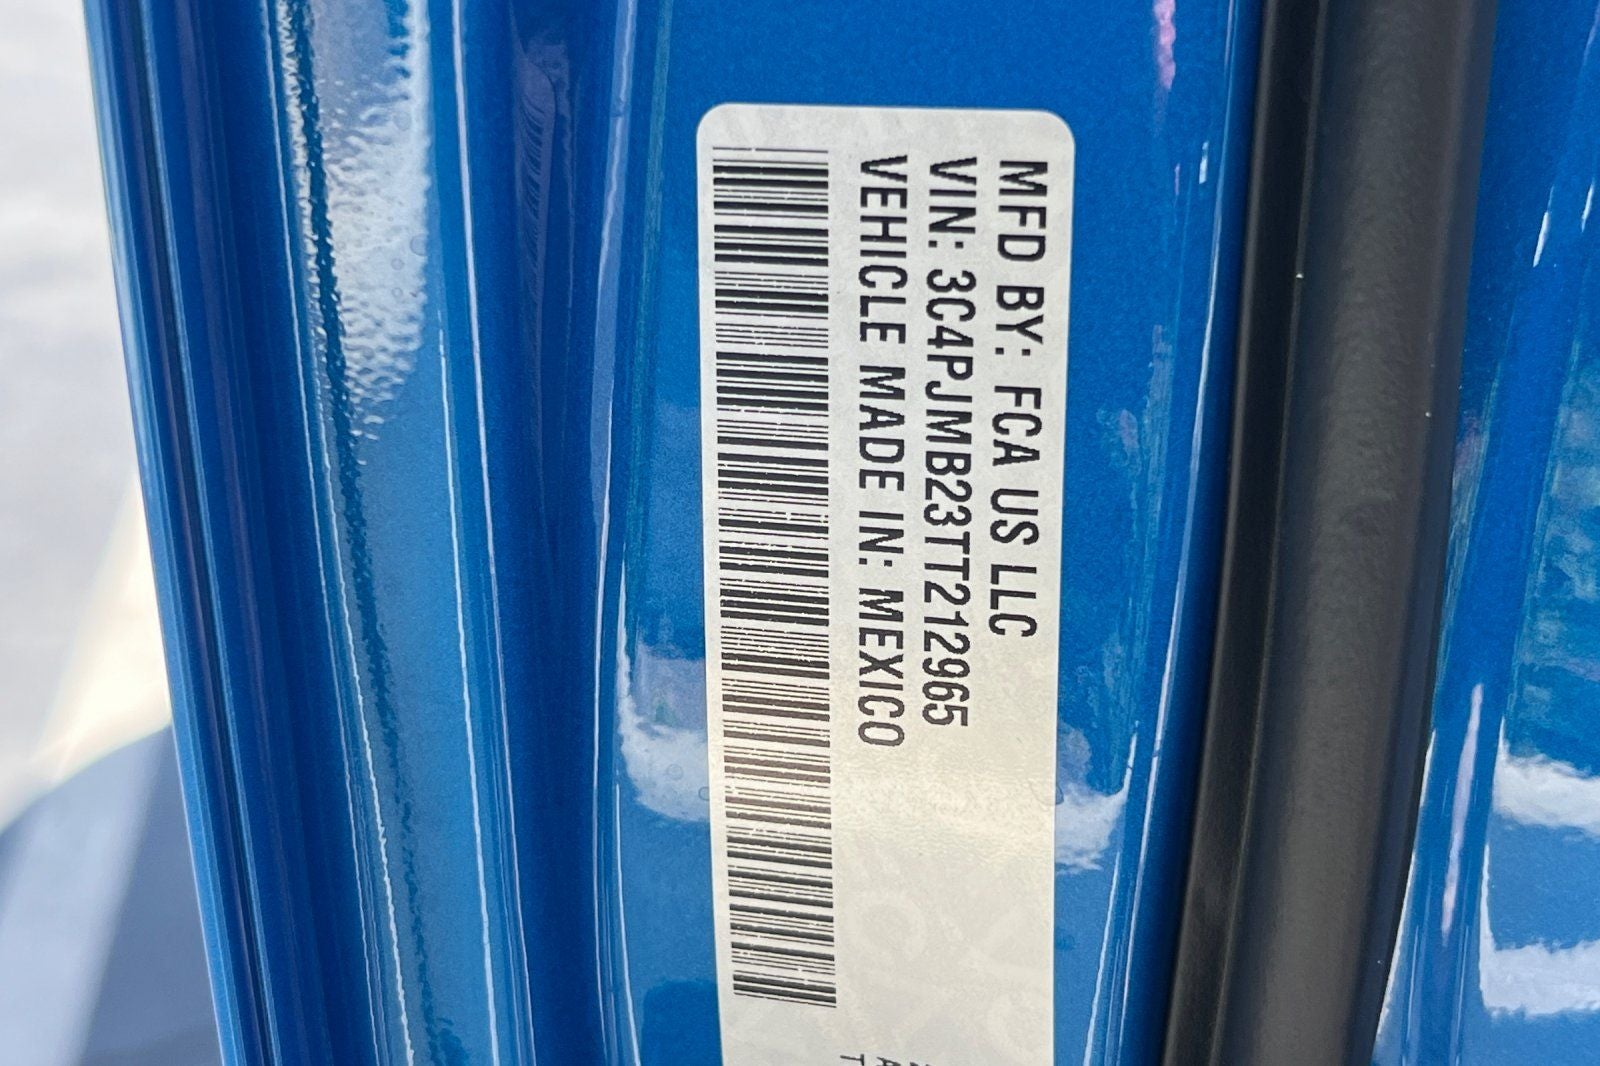 MFD BY: FCA US LLC
VIN: 3C4PJMB23TT212965
VEHICLE MADE IN: MEXICO